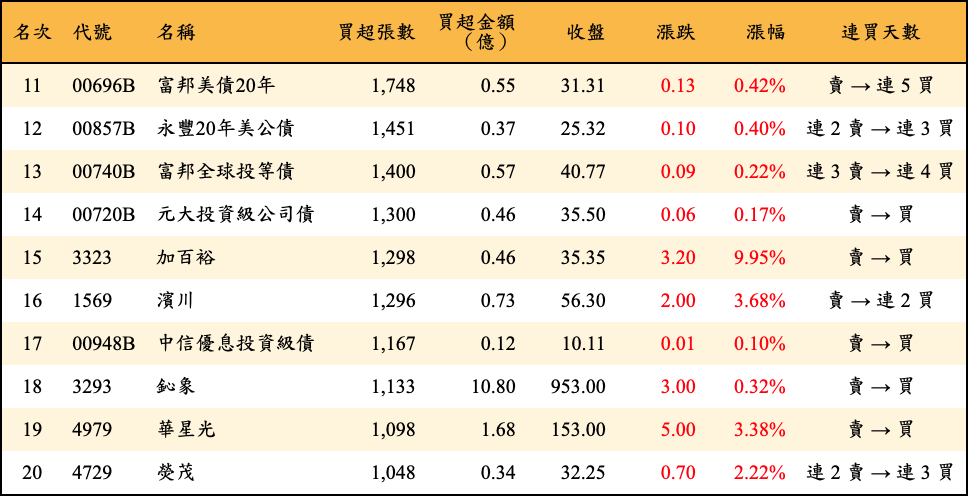 名次 代號 名稱 買超張數 買超金額（億） 收盤 漲跌 漲幅 連買天數
11 00696B 富邦美債20年 1,748 0.55 31.31 0.13 0.42% 賣 → 連 5 買
12 00857B 永豐20年美公債 1,451 0.37 25.32 0.10 0.40% 連 2 賣 → 連 3 買
13 00740B 富邦全球投等債 1,400 0.57 40.77 0.09 0.22% 連 3 賣 → 連 4 買
14 00720B 元大投資級公司債 1,300 0.46 35.50 0.06 0.17% 賣 → 買
15 3323 加百裕 1,298 0.46 35.35 3.20 9.95% 賣 → 買
16 1569 濱川 1,296 0.73 56.30 2.00 3.68% 賣 → 連 2 買
17 00948B 中信優息投資級債 1,167 0.12 10.11 0.01 0.10% 賣 → 買
18 3293 鈊象 1,133 10.80 953.00 3.00 0.32% 賣 → 買
19 4979 華星光 1,098 1.68 153.00 5.00 3.38% 賣 → 買
20 4729 熒茂 1,048 0.34 32.25 0.70 2.22% 連 2 賣 → 連 3 買